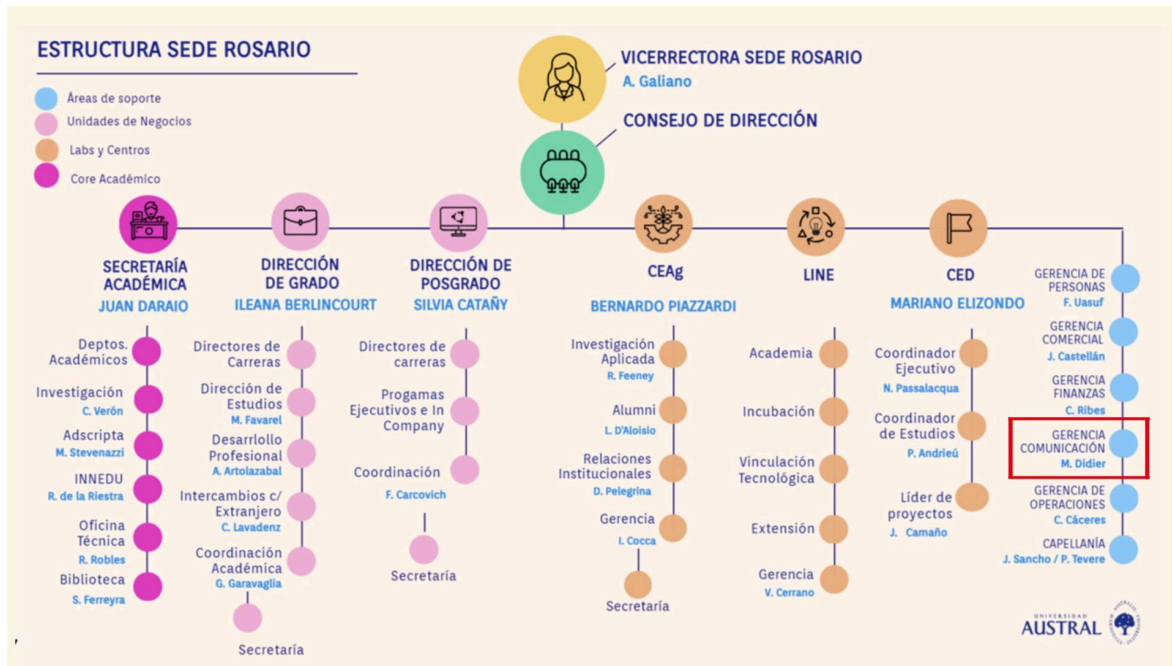 ESTRUCTURA SEDE ROSARIO
Áreas de soporte
Unidades de Negocios
Labs y Centros
Core Académico
VICERRECTORA SEDE ROSARIO
A. Galiano
CONSEJO DE DIRECCIÓN
SECRETARÍA
ACADÉMICA
JUAN DARAIO
Deptos.
Académicos
Investigación
C. Verón
Adscripta
M. Stevenazzi
INNEDU
R. de la Riestra
Oficina
Técnica
R. Robles
Biblioteca
S. Ferreyra
DIRECCIÓN
DE GRADO
ILEANA BERLINCOURT
Directores de
Carreras
Dirección de
Estudios
M. Favarel
Desarrlollo
Profesional
A. Artolazabal
Intercambios c/
Extranjero
C. Lavadenz
Coordinación
Académica
G. Garavaglia
Secretaría
DIRECCIÓN DE
POSGRADO
SILVIA CATAÑY
Directores de
carreras
Progamas
Ejecutivos e In
Company
Coordinación
F. Carcovich
Secretaría
CEAg
BERNARDO PIAZZARDI
Investigación
Aplicada
R. Feeney
Alumni
L. D'Aloisio
Relaciones
Institucionales
D. Pelegrina
Gerencia
I. Cocca
Secretaría
LINE
Academia
Incubación
Vinculación
Tecnológica
Extensión
Gerencia
V. Cerrano
CED
MARIANO ELIZONDO
Coordinador
Ejecutivo
N. Passalacqua
Coordinador
de Estudios
P. Andrieú
Líder de
proyectos
J. Camaño
GERENCIA DE
PERSONAS
F. Uasuf
GERENCIA
COMERCIAL
J. Castellán
GERENCIA
FINANZAS
C. Ribes
GERENCIA
COMUNICACIÓN
M. Didier
GERENCIA DE
OPERACIONES
C. Cáceres
CAPELLANÍA
J. Sancho / P. Tevere
UNIVERSIDAD
AUSTRAL